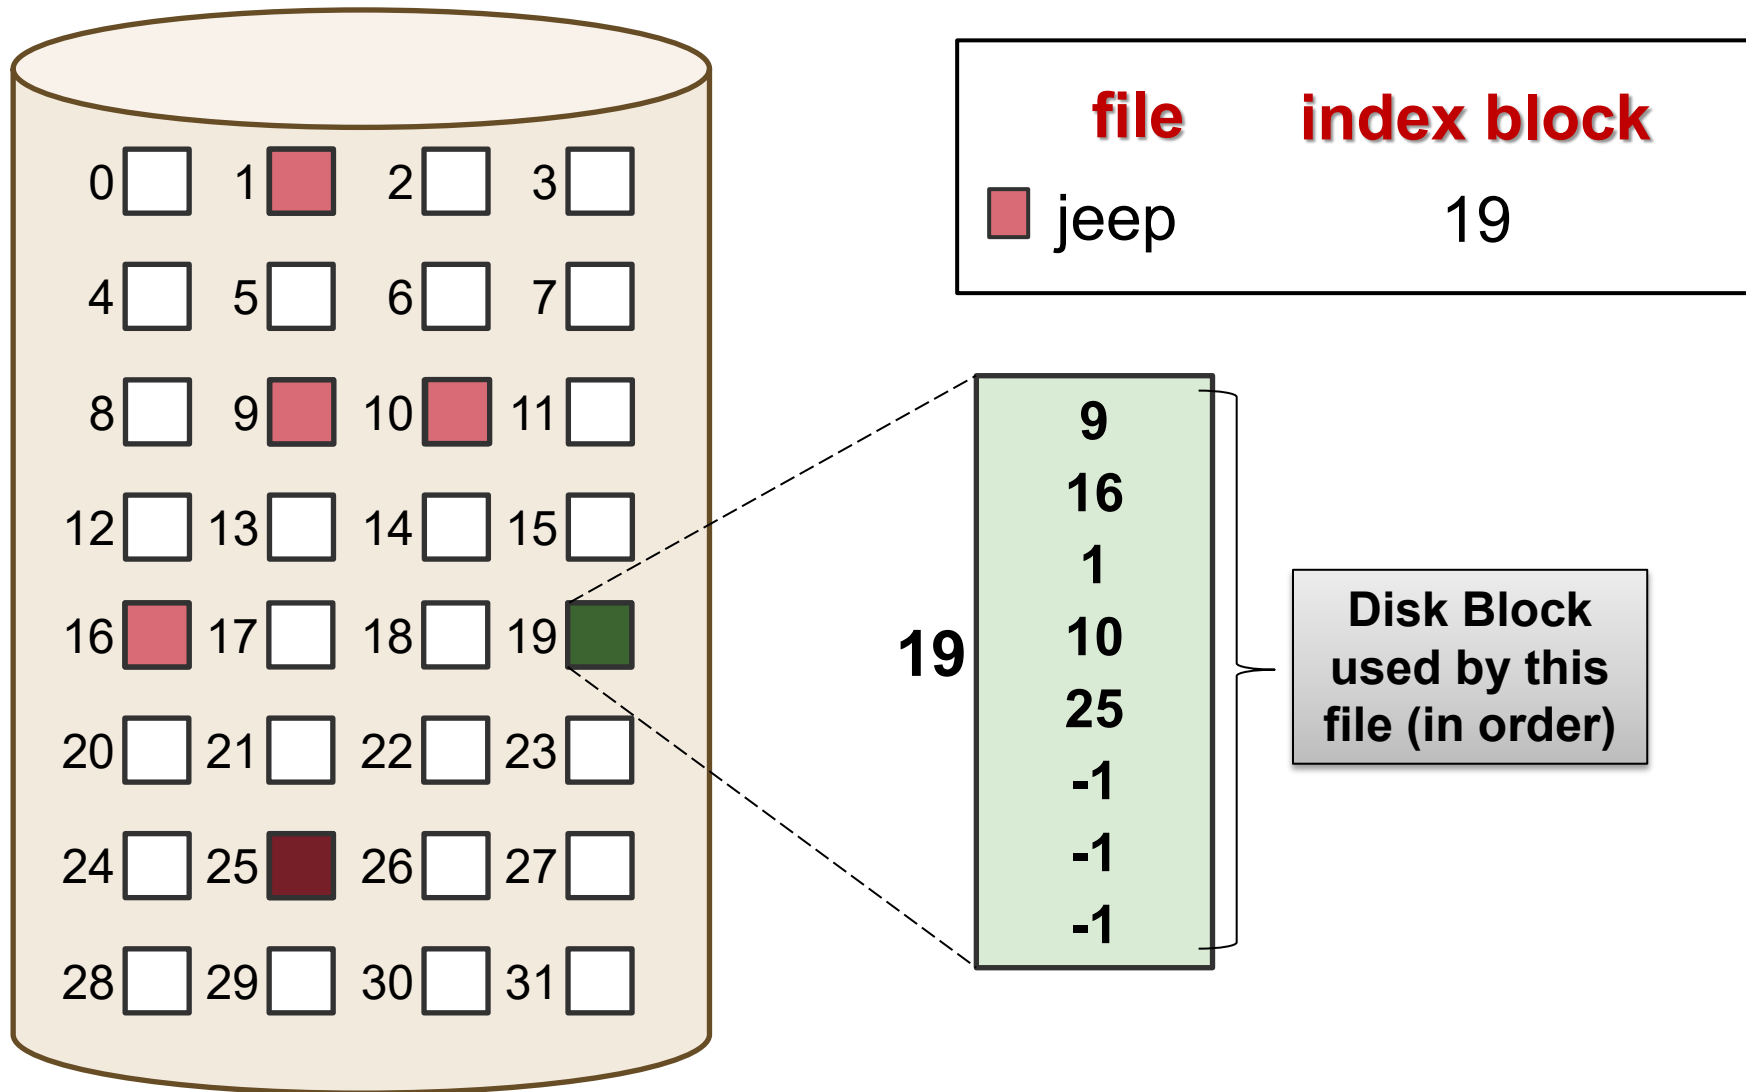 0 1 2 3
4 5 6 7
8 9 10 11
12 13 14 15
16 17 18 19
20 21 22 23
24 25 26 27
28 29 30 31
file index block
jeep 19
19
9
16
1
10
25
-1
-1
-1
Disk Block
used by this
file (in order)